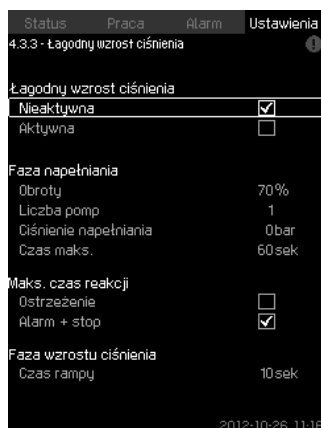 Status Praca Alarm Ustawienia
4.3.3 - Łagodny wzrost ciśnienia
Łagodny wzrost ciśnienia
Nieaktywna
Aktywna
Faza napełniania
Obroty 70%
Liczba pomp 1
Ciśnienie napełniania 0bar
Czas maks. 60sek
Maks. czas reakcji
Ostrzeżenie
Alarm + stop
Faza wzrostu ciśnienia
Czas rampy 10sek
2012-10-26 11:16